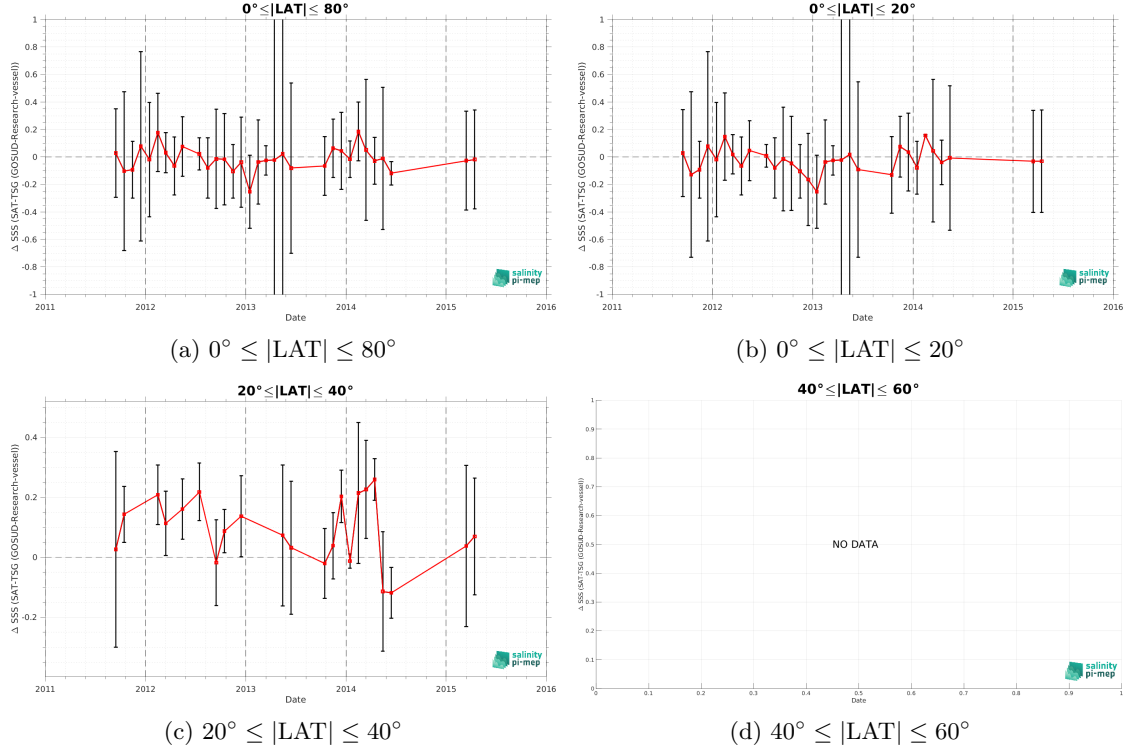 0°≤|LAT|≤ 80°
1
0.8
0.6
0.4
0.2
0
-0.2
-0.4
-0.6
-0.8
-1
Δ SSS (SAT-TSG (GOSUD-Research-vessel))
2011
2012
2013
2014
2015
2016
Date
salinity
pi-mep
(a) 0° ≤ |LAT| ≤ 80°
0°≤|LAT|≤ 20°
1
0.8
0.6
0.4
0.2
0
-0.2
-0.4
-0.6
-0.8
-1
Δ SSS (SAT-TSG (GOSUD-Research-vessel))
2011
2012
2013
2014
2015
2016
Date
salinity
pi-mep
(b) 0° ≤ |LAT| ≤ 20°
20°≤|LAT|≤ 40°
0.4
0.2
0
-0.2
Δ SSS (SAT-TSG (GOSUD-Research-vessel))
2011
2012
2013
2014
2015
2016
Date
salinity
pi-mep
(c) 20° ≤ |LAT| ≤ 40°
40°≤|LAT|≤ 60°
1
0.9
0.8
0.7
0.6
0.5
0.4
0.3
0.2
0.1
0
Δ SSS (SAT-TSG (GOSUD-Research-vessel))
NO DATA
0
0.1
0.2
0.3
0.4
0.5
0.6
0.7
0.8
0.9
1
Date
salinity
pi-mep
(d) 40° ≤ |LAT| ≤ 60°